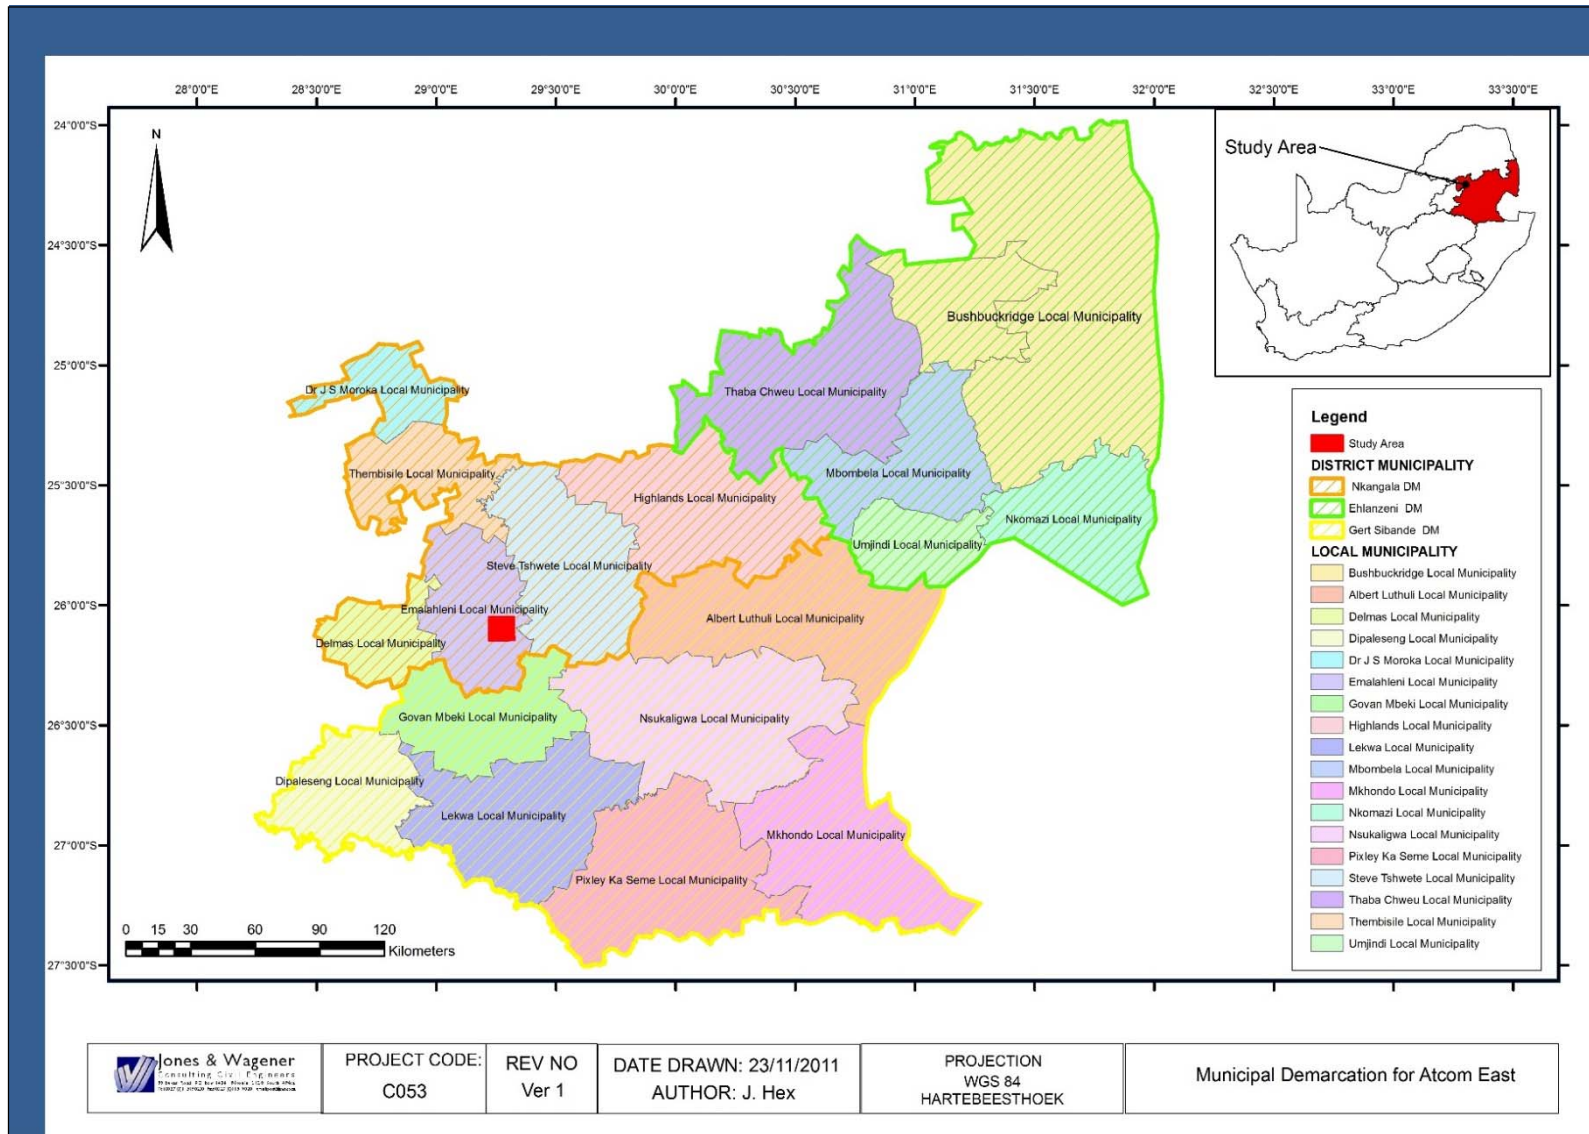 28°0'0"E 28°30'0"E 29°0'0"E 29°30'0"E 30°0'0"E 30°30'0"E 31°0'0"E 31°30'0"E 32°0'0"E 32°30'0"E 33°0'0"E 33°30'0"E
24°0'0"S
24°30'0"S
25°0'0"S
25°30'0"S
26°0'0"S
26°30'0"S
27°0'0"S
27°30'0"S
N
Study Area
Bushbuckridge Local Municipality
Dr J S Moroka Local Municipality
Thaba Chweu Local Municipality
Thembisile Local Municipality
Mbombela Local Municipality
Highlands Local Municipality
Nkomazi Local Municipality
Umjindi Local Municipality
Steve Tshwete Local Municipality
Emalahleni Local Municipality
Albert Luthuli Local Municipality
Delmas Local Municipality
Govan Mbeki Local Municipality
Nsukaligwa Local Municipality
Dipaleseng Local Municipality
Lekwa Local Municipality
Mkhondo Local Municipality
Pixley Ka Seme Local Municipality
0 15 30 60 90 120
Kilometers
Legend
Study Area
DISTRICT MUNICIPALITY
Nkangala DM
Ehlanzeni DM
Gert Sibande DM
LOCAL MUNICIPALITY
Bushbuckridge Local Municipality
Albert Luthuli Local Municipality
Delmas Local Municipality
Dipaleseng Local Municipality
Dr J S Moroka Local Municipality
Emalahleni Local Municipality
Govan Mbeki Local Municipality
Highlands Local Municipality
Lekwa Local Municipality
Mbombela Local Municipality
Mkhondo Local Municipality
Nkomazi Local Municipality
Nsukaligwa Local Municipality
Pixley Ka Seme Local Municipality
Steve Tshwete Local Municipality
Thaba Chweu Local Municipality
Thembisile Local Municipality
Umjindi Local Municipality
Jones & Wagener
Consulting Civil Engineers
PROJECT CODE:
C053
REV NO
Ver 1
DATE DRAWN: 23/11/2011
AUTHOR: J. Hex
PROJECTION
WGS 84
HARTEBEESTHOEK
Municipal Demarcation for Atcom East